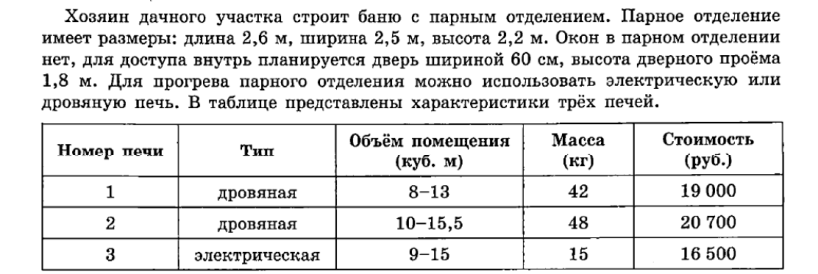 Хозяин дачного участка строит баню с парным отделением. Парное отделение
имеет размеры: длина 2,6 м, ширина 2,5 м, высота 2,2 м. Окон в парном отделении
нет, для доступа внутрь планируется дверь шириной 60 см, высота дверного проёма
1,8 м. Для прогрева парного отделения можно использовать электрическую или
дровяную печь. В таблице представлены характеристики трёх печей.
Номер печи Тип Объём помещения (куб. м) Масса (кг) Стоимость (руб.)
1 дровяная 8–13 42 19 000
2 дровяная 10–15,5 48 20 700
3 электрическая 9–15 15 16 500